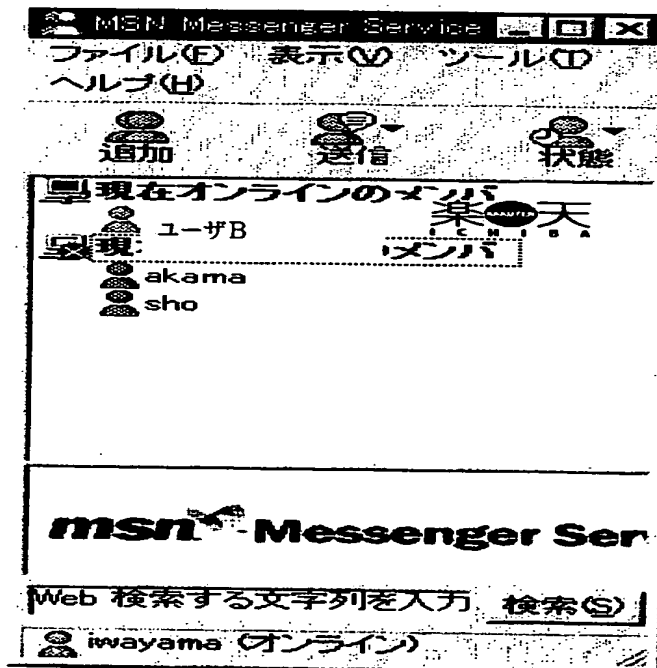 MSN Messenger Service
ファイル(F) 表示(V) ツール(T)
ヘルプ(H)
追加 送信 状態
現在オンラインのメンバ
楽天
ICHIBA
ユーザB
現 メンバ
akama
sho
msn Messenger Ser
Web 検索する文字列を入力 検索(S)
iwayama (オンライン)